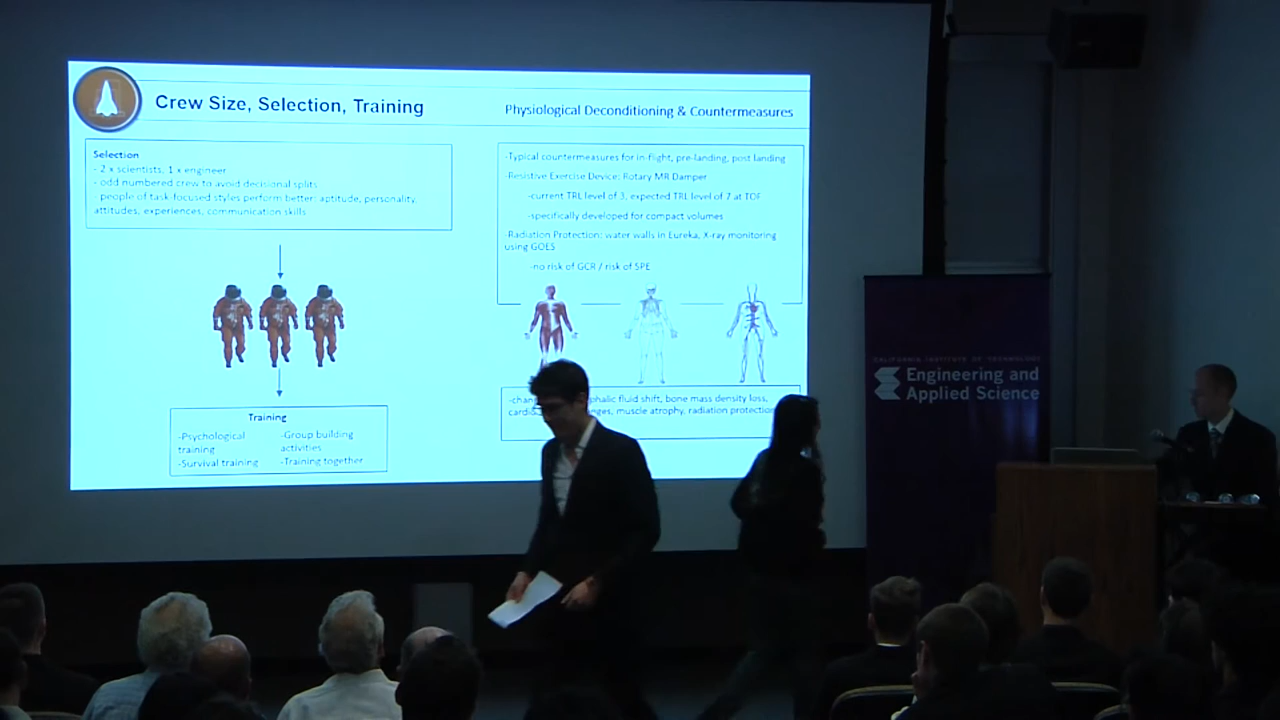 Crew Size, Selection, Training
Physiological Deconditioning & Countermeasures
Selection
- 2 x scientists, 1 x engineer
- odd numbered crew to avoid decisional splits
- people of task-focused styles perform better: aptitude, personality,
attitudes, experiences, communication skills
Training
-Psychological
training
-Survival training
-Group building
activities
-Training together
-Typical countermeasures for in-flight, pre-landing, post landing
-Resistive Exercise Device: Rotary MR Damper
-current TRL level of 3, expected TRL level of 7 at TOF
-specifically developed for compact volumes
-Radiation Protection: water walls in Eureka, X-ray monitoring
using GOES
-no risk of GCR / risk of SPE
fluid shift, bone mass density loss,
muscle atrophy, radiation protection
CALIFORNIA INSTITUTE OF TECHNOLOGY
Engineering and
Applied Science